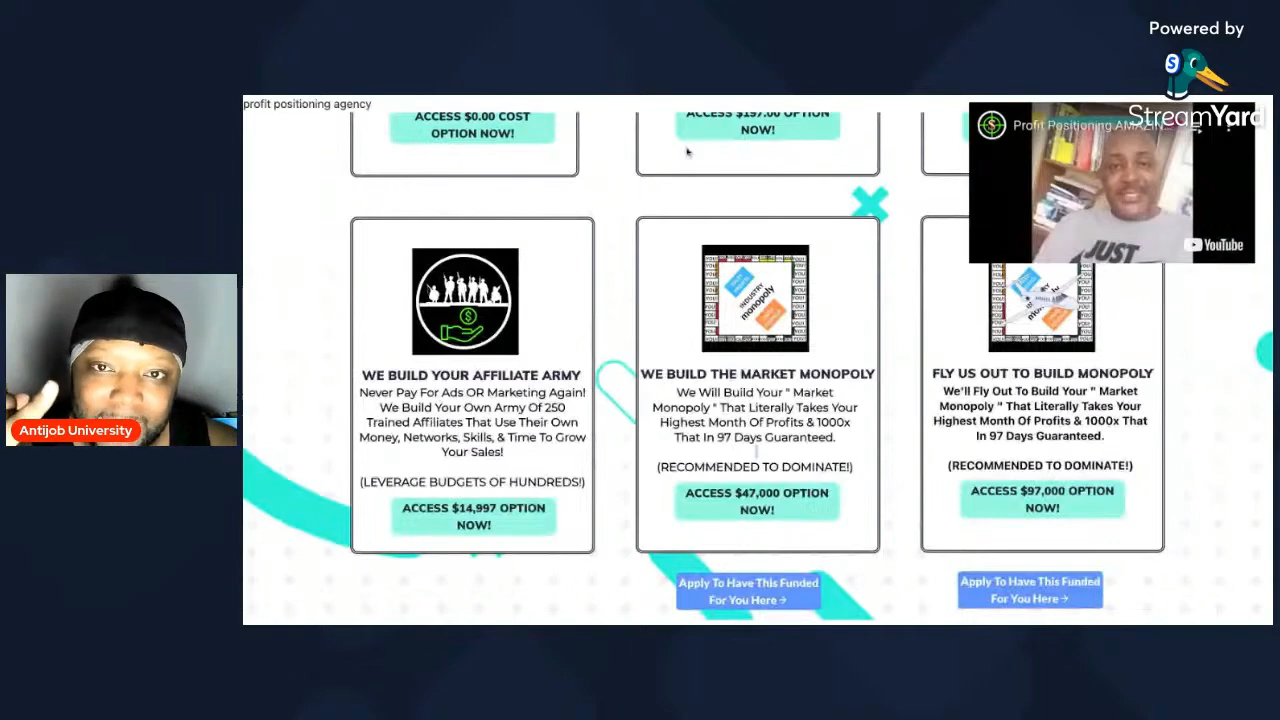 Powered by
S
StreamYard
profit positioning agency
ACCESS $0.00 COST
OPTION NOW!
ACCESS $197.00 OPTION
NOW!
Profit Positioning AMAZIN
JUST
YouTube
Antijob University
$
INDUSTRY
monopoly
WE BUILD YOUR AFFILIATE ARMY
Never Pay For Ads OR Marketing Again!
We Build Your Own Army Of 250
Trained Affiliates That Use Their Own
Money, Networks, Skills, & Time To Grow
Your Sales!
(LEVERAGE BUDGETS OF HUNDREDS!)
ACCESS $14,997 OPTION
NOW!
WE BUILD THE MARKET MONOPOLY
We Will Build Your " Market
Monopoly " That Literally Takes Your
Highest Month Of Profits & 1000x
That In 97 Days Guaranteed.
(RECOMMENDED TO DOMINATE!)
ACCESS $47,000 OPTION
NOW!
Apply To Have This Funded
For You Here →
FLY US OUT TO BUILD MONOPOLY
We'll Fly Out To Build Your " Market
Monopoly " That Literally Takes Your
Highest Month Of Profits & 1000x That
In 97 Days Guaranteed.
(RECOMMENDED TO DOMINATE!)
ACCESS $97,000 OPTION
NOW!
Apply To Have This Funded
For You Here →